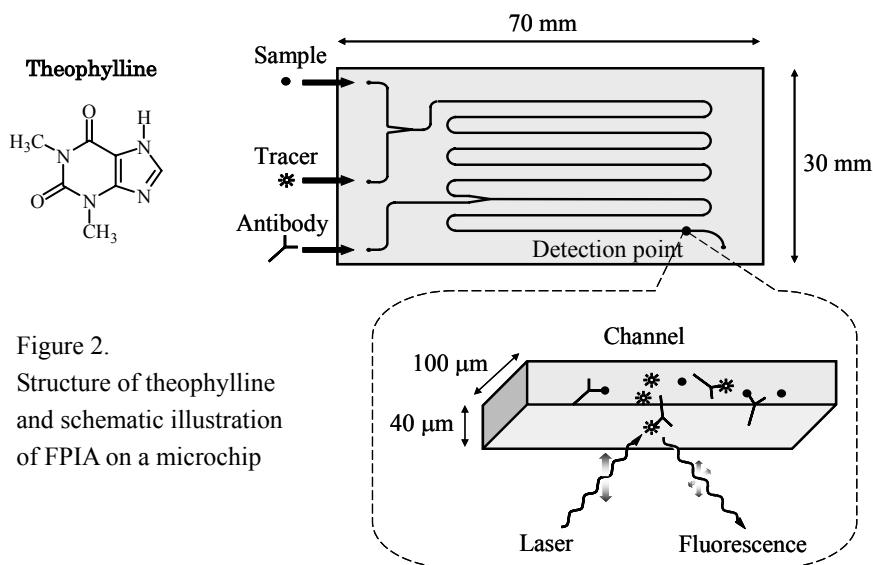 70 mm
Sample
Theophylline
O
H
H₃C
N
N
Tracer
30 mm
O
N
N
CH₃
Antibody
Detection point
Figure 2.
Structure of theophylline
and schematic illustration
of FPIA on a microchip
Channel
100 μm
40 μm
Laser
Fluorescence